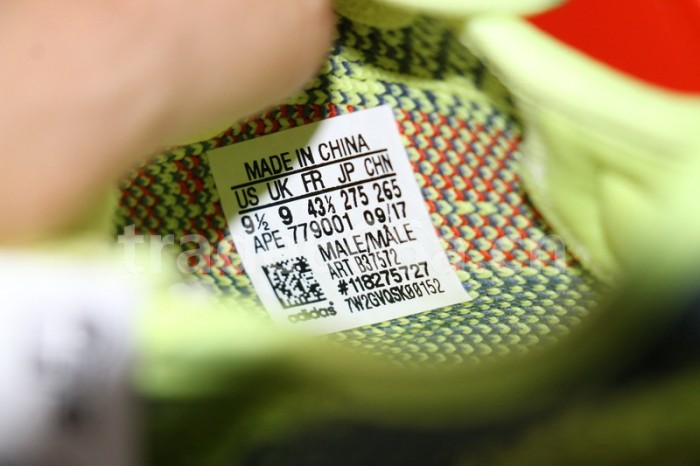 MADE IN CHINA
US UK FR JP CHN
9½ 9 43⅓ 275 265
APE 779001 09/17
MALE/MÂLE
ART B37572
#118275727
7W2GVQSK08152
adidas